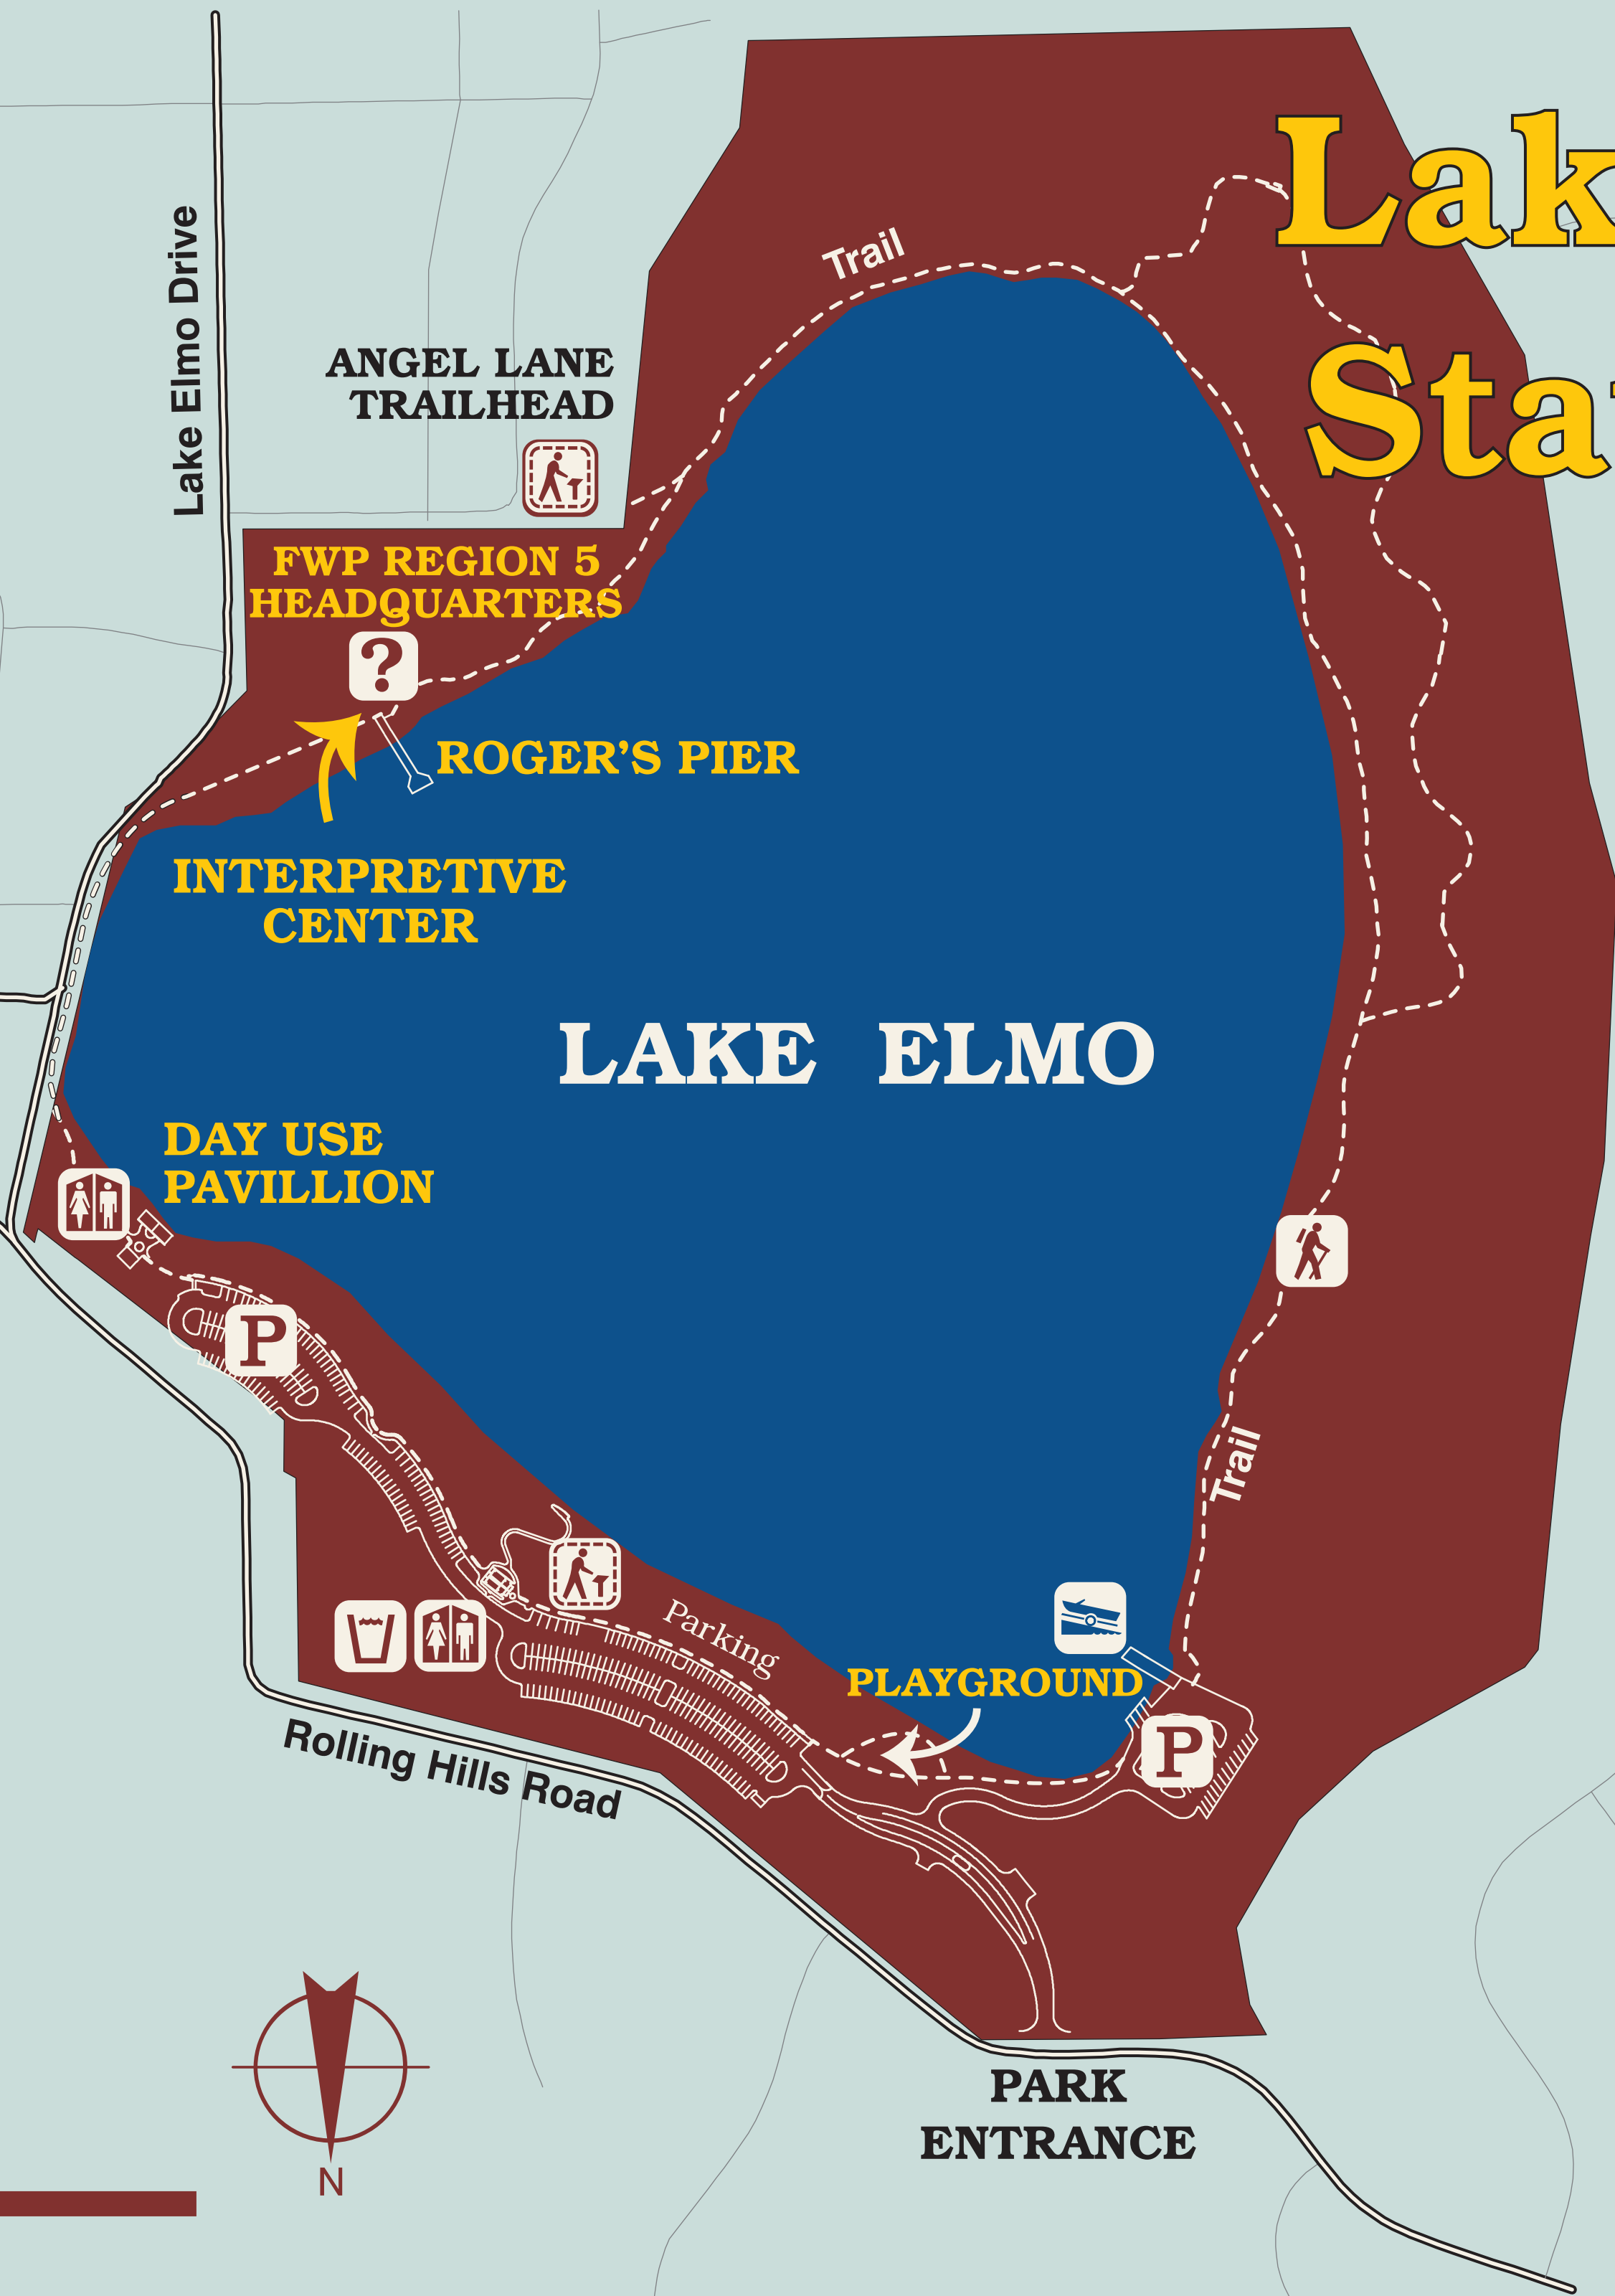 Lak
Sta
Lake Elmo Drive
Trail
ANGEL LANE
TRAILHEAD
FWP REGION 5
HEADQUARTERS
?
ROGER'S PIER
INTERPRETIVE
CENTER
LAKE ELMO
DAY USE
PAVILLION
P
Trail
Parking
PLAYGROUND
P
Rolling Hills Road
PARK
ENTRANCE
N